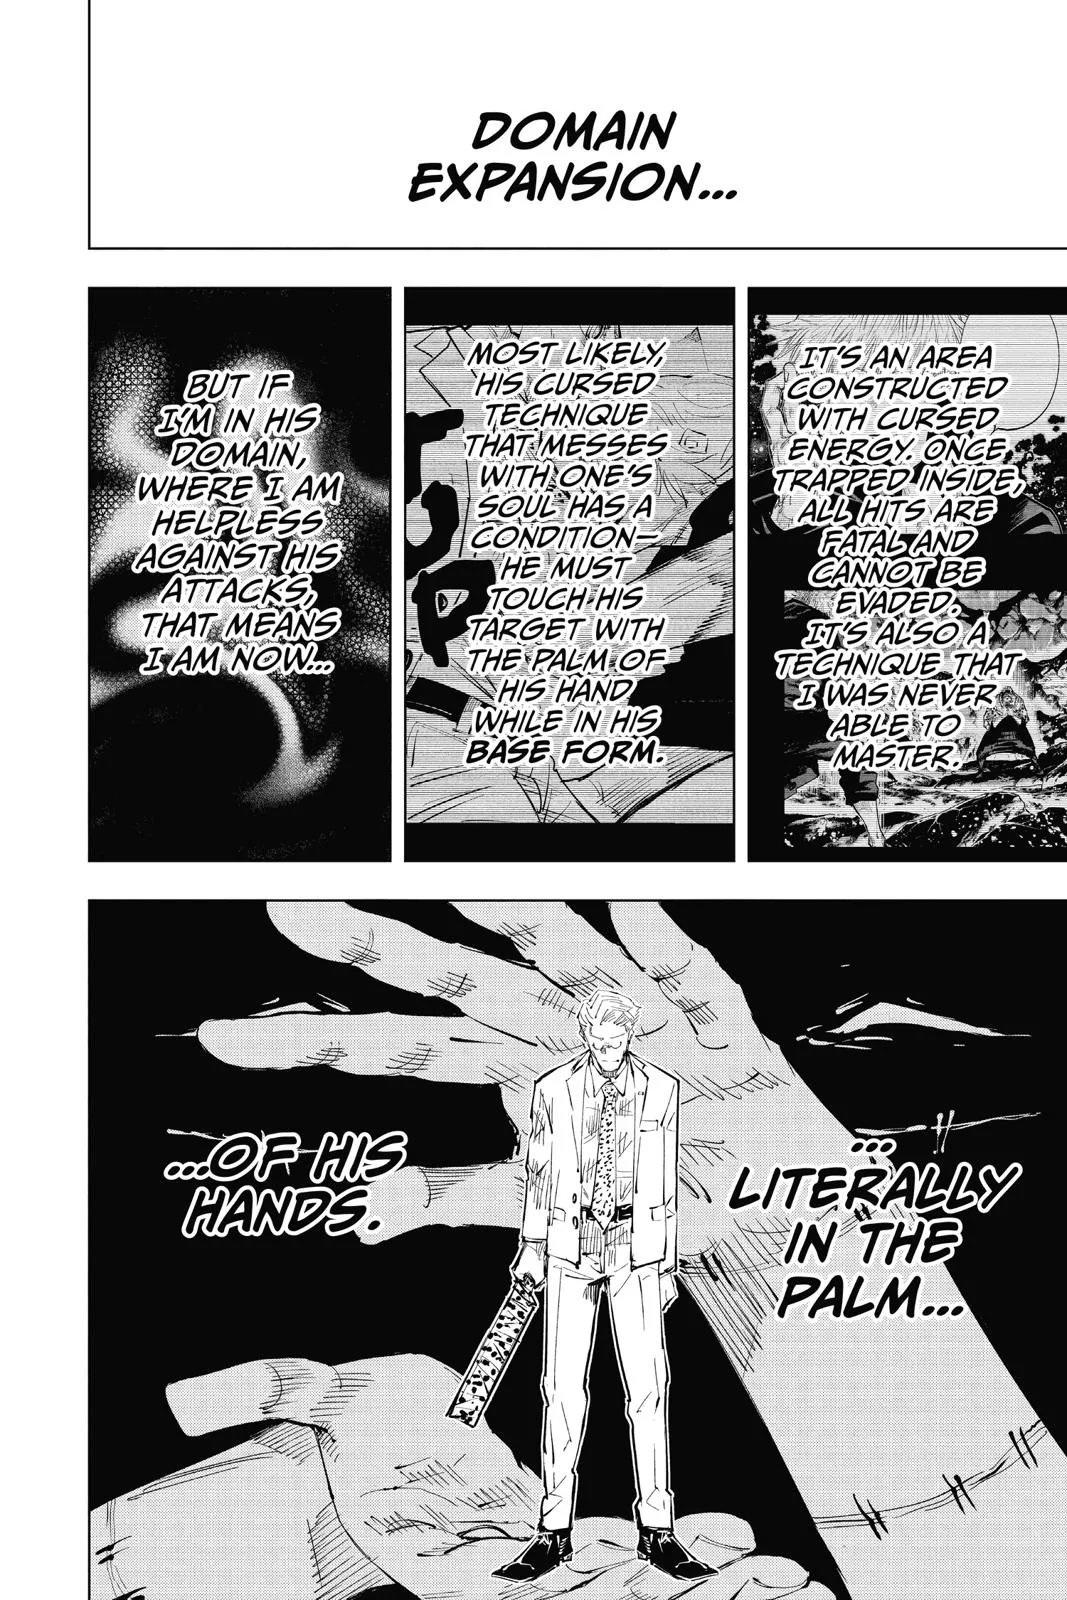 DOMAIN
EXPANSION...
IT'S AN AREA
CONSTRUCTED
WITH CURSED
ENERGY. ONCE
TRAPPED INSIDE,
ALL HITS ARE
FATAL AND
CANNOT BE
EVADED.
IT'S ALSO A
TECHNIQUE THAT
I WAS NEVER
ABLE TO
MASTER.
MOST LIKELY,
HIS CURSED
TECHNIQUE
THAT MESSES
WITH ONE'S
SOUL HAS A
CONDITION—
HE MUST
TOUCH HIS
TARGET WITH
THE PALM OF
HIS HAND
WHILE IN HIS
BASE FORM.
BUT IF
I'M IN HIS
DOMAIN,
WHERE I AM
HELPLESS
AGAINST HIS
ATTACKS,
THAT MEANS
I AM NOW...
...
LITERALLY
IN THE
PALM...
...OF HIS
HANDS.